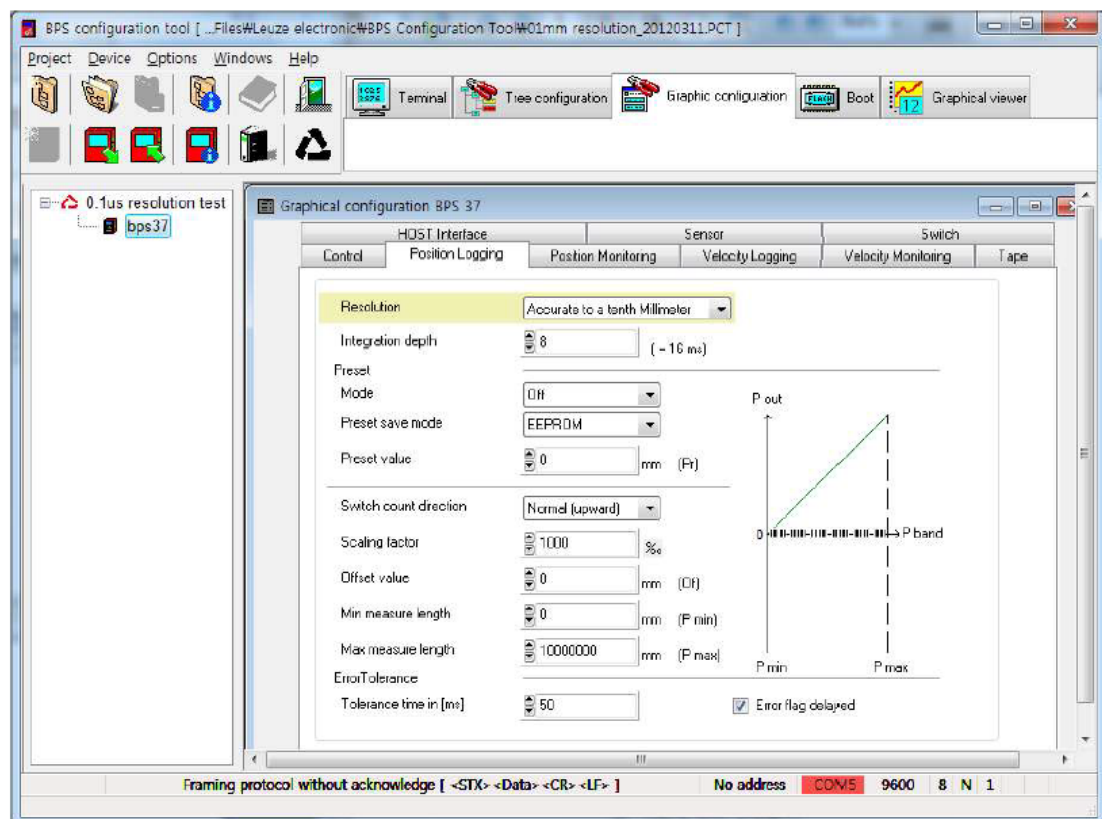 BPS configuration tool [ ...Files₩Leuze electronic₩BPS Configuration Tool₩01mm resolution_20120311.PCT ]
Project Device Options Windows Help
Terminal Tree configuration Graphic configuration FLASH Boot 12 Graphical viewer
0.1us resolution test
bps37
Graphical configuration BPS 37
HOST Interface Sensor Switch
Control Position Logging Position Monitoring Velocity Logging Velocity Monitoring Tape
Resolution Accurate to a tenth Millimeter
Integration depth 8 ( = 16 ms)
Preset
Mode Off
Preset save mode EEPROM
Preset value 0 mm (Pr)
Switch count direction Normal (upward)
Scaling factor 1000 ‰
Offset value 0 mm (Of)
Min measure length 0 mm (P min)
Max measure length 10000000 mm (P max)
P out
0 P band
P min P max
ErrorTolerance
Tolerance time in [ms] 50 Error flag delayed
Framing protocol without acknowledge [ <STX> <Data> <CR> <LF> ] No address COM5 9600 8 N 1